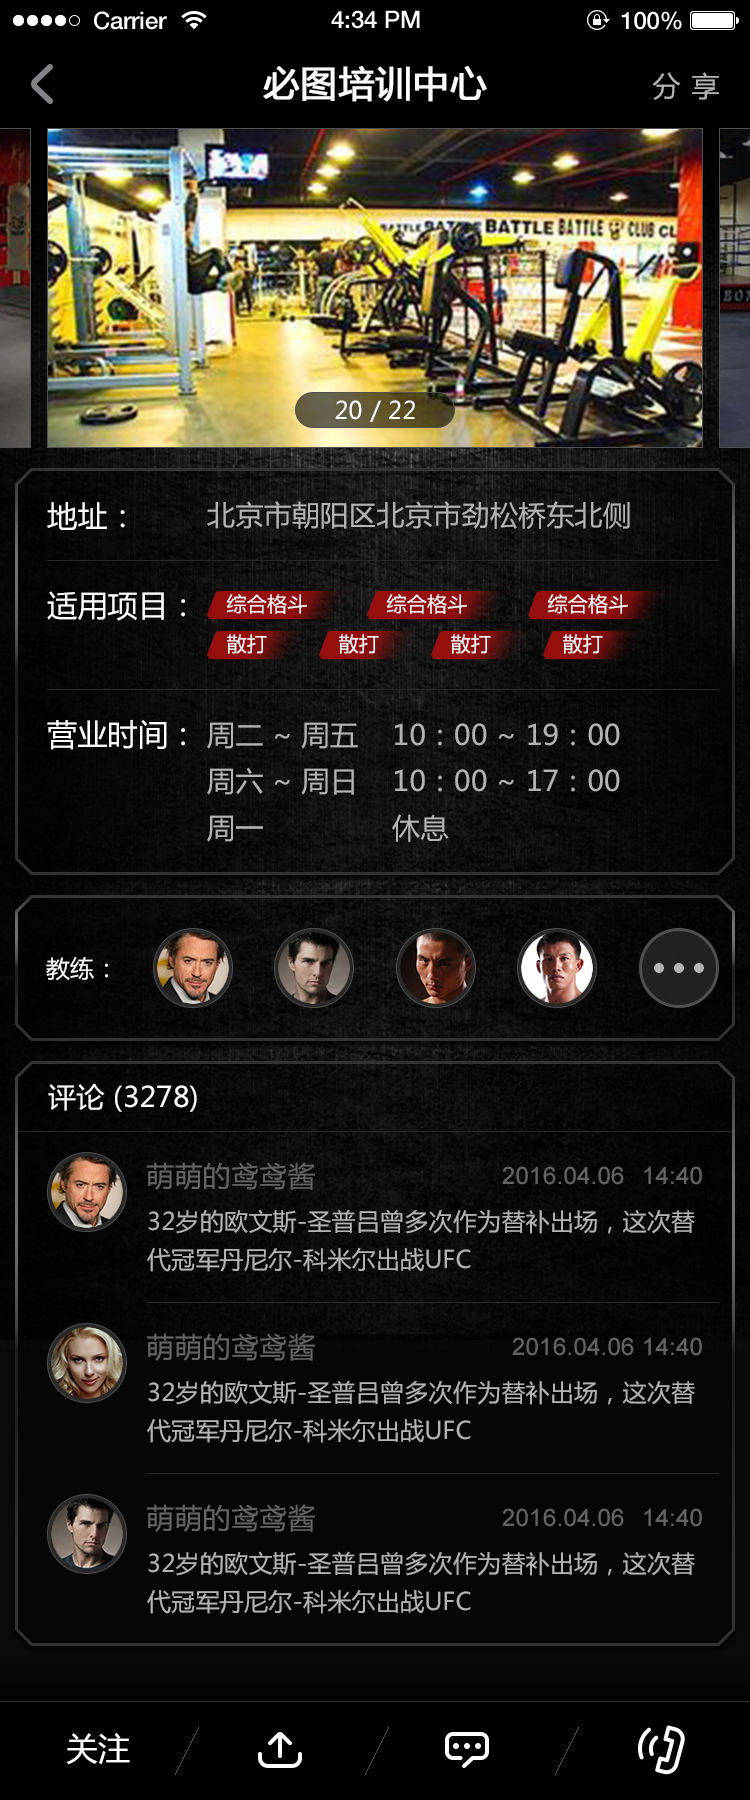 Carrier 4:34 PM 100%
必图培训中心 分 享
BATTLE BATTLE BATTLE BATTLE CLUB CL
BO
20 / 22
地址： 北京市朝阳区北京市劲松桥东北侧
适用项目： 综合格斗 综合格斗 综合格斗
散打 散打 散打 散打
营业时间： 周二 ~ 周五 10：00 ~ 19：00
周六 ~ 周日 10：00 ~ 17：00
周一 休息
教练：
评论 (3278)
萌萌的鸢鸢酱 2016.04.06 14:40
32岁的欧文斯-圣普吕曾多次作为替补出场，这次替
代冠军丹尼尔-科米尔出战UFC
萌萌的鸢鸢酱 2016.04.06 14:40
32岁的欧文斯-圣普吕曾多次作为替补出场，这次替
代冠军丹尼尔-科米尔出战UFC
萌萌的鸢鸢酱 2016.04.06 14:40
32岁的欧文斯-圣普吕曾多次作为替补出场，这次替
代冠军丹尼尔-科米尔出战UFC
关注